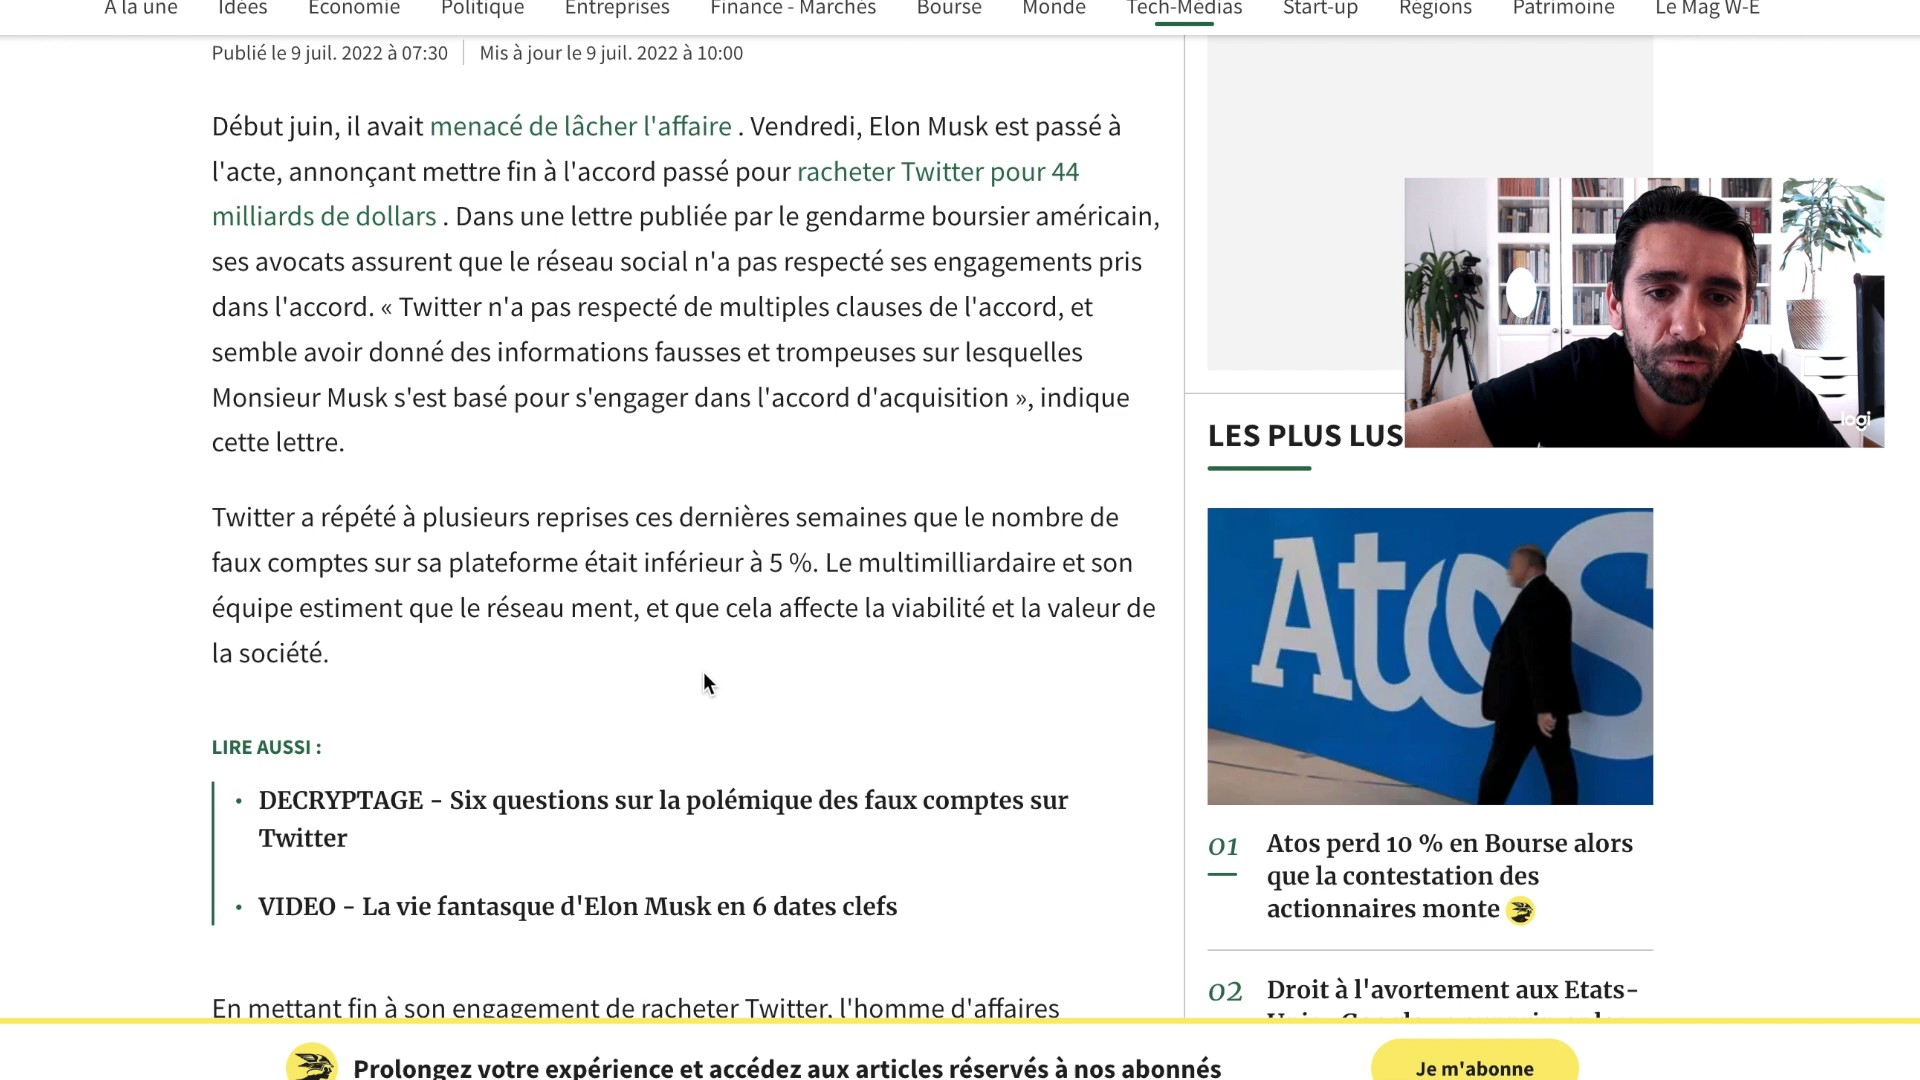 A la une Idées Economie Politique Entreprises Finance - Marchés Bourse Monde Tech-Médias Start-up Régions Patrimoine Le Mag W-E
Publié le 9 juil. 2022 à 07:30 Mis à jour le 9 juil. 2022 à 10:00
Début juin, il avait menacé de lâcher l'affaire . Vendredi, Elon Musk est passé à
l'acte, annonçant mettre fin à l'accord passé pour racheter Twitter pour 44
milliards de dollars . Dans une lettre publiée par le gendarme boursier américain,
ses avocats assurent que le réseau social n'a pas respecté ses engagements pris
dans l'accord. « Twitter n'a pas respecté de multiples clauses de l'accord, et
semble avoir donné des informations fausses et trompeuses sur lesquelles
Monsieur Musk s'est basé pour s'engager dans l'accord d'acquisition », indique
cette lettre.
Twitter a répété à plusieurs reprises ces dernières semaines que le nombre de
faux comptes sur sa plateforme était inférieur à 5 %. Le multimilliardaire et son
équipe estiment que le réseau ment, et que cela affecte la viabilité et la valeur de
la société.
LIRE AUSSI :
• DECRYPTAGE - Six questions sur la polémique des faux comptes sur
Twitter
• VIDEO - La vie fantasque d'Elon Musk en 6 dates clefs
En mettant fin à son engagement de racheter Twitter, l'homme d'affaires
logi
LES PLUS LUS
Atos
01 Atos perd 10 % en Bourse alors
que la contestation des
actionnaires monte
02 Droit à l'avortement aux Etats-
Prolongez votre expérience et accédez aux articles réservés à nos abonnés
Je m'abonne